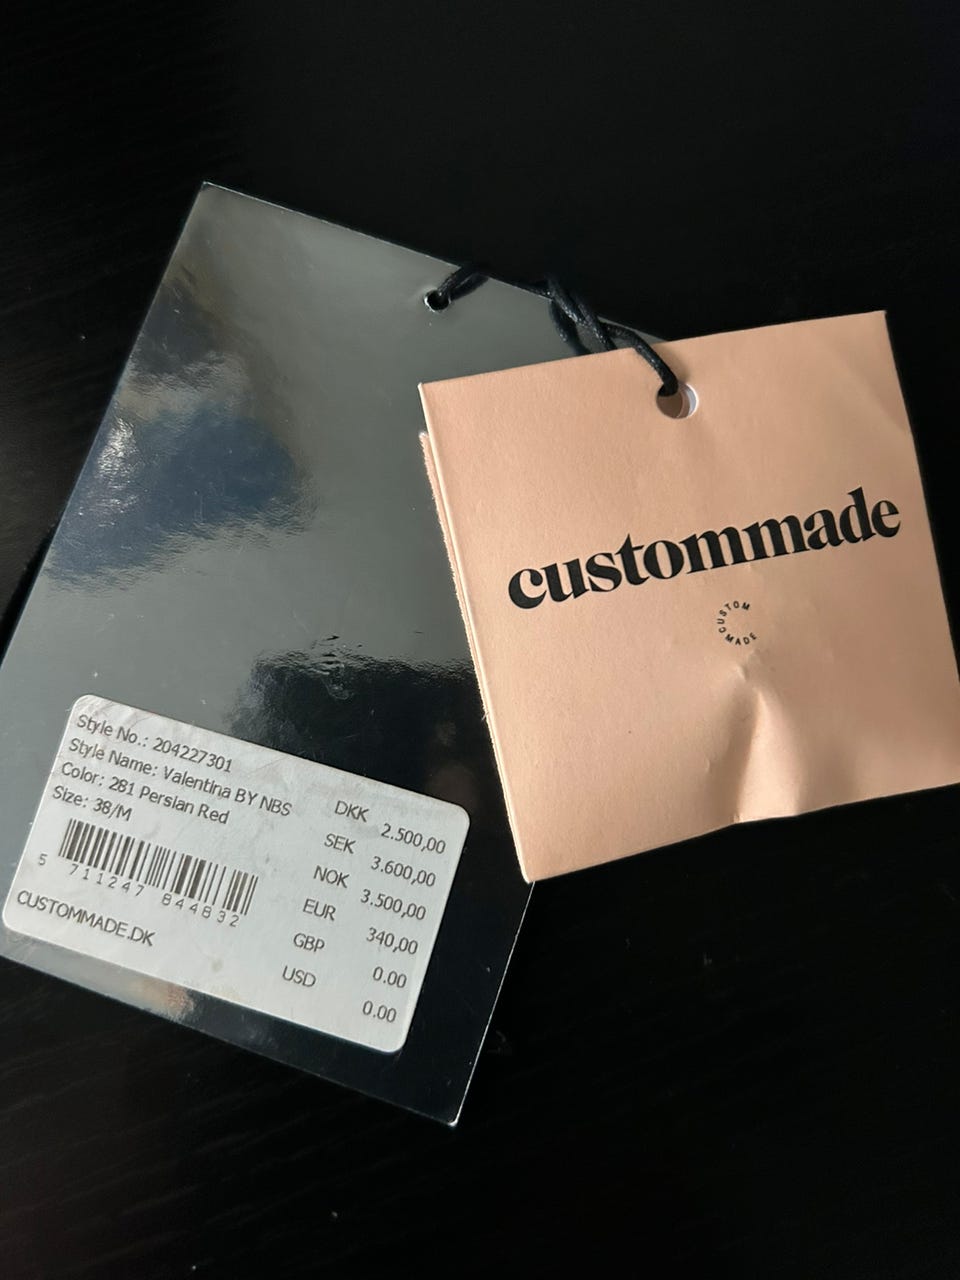 custommade
CUSTOM
MADE
Style No.: 204227301
Style Name: Valentina BY NBS
Color: 281 Persian Red
Size: 38/M
5 711247 844832
CUSTOMMADE.DK
DKK 2.500,00
SEK 3.600,00
NOK 3.500,00
EUR 340,00
GBP 0.00
USD 0.00